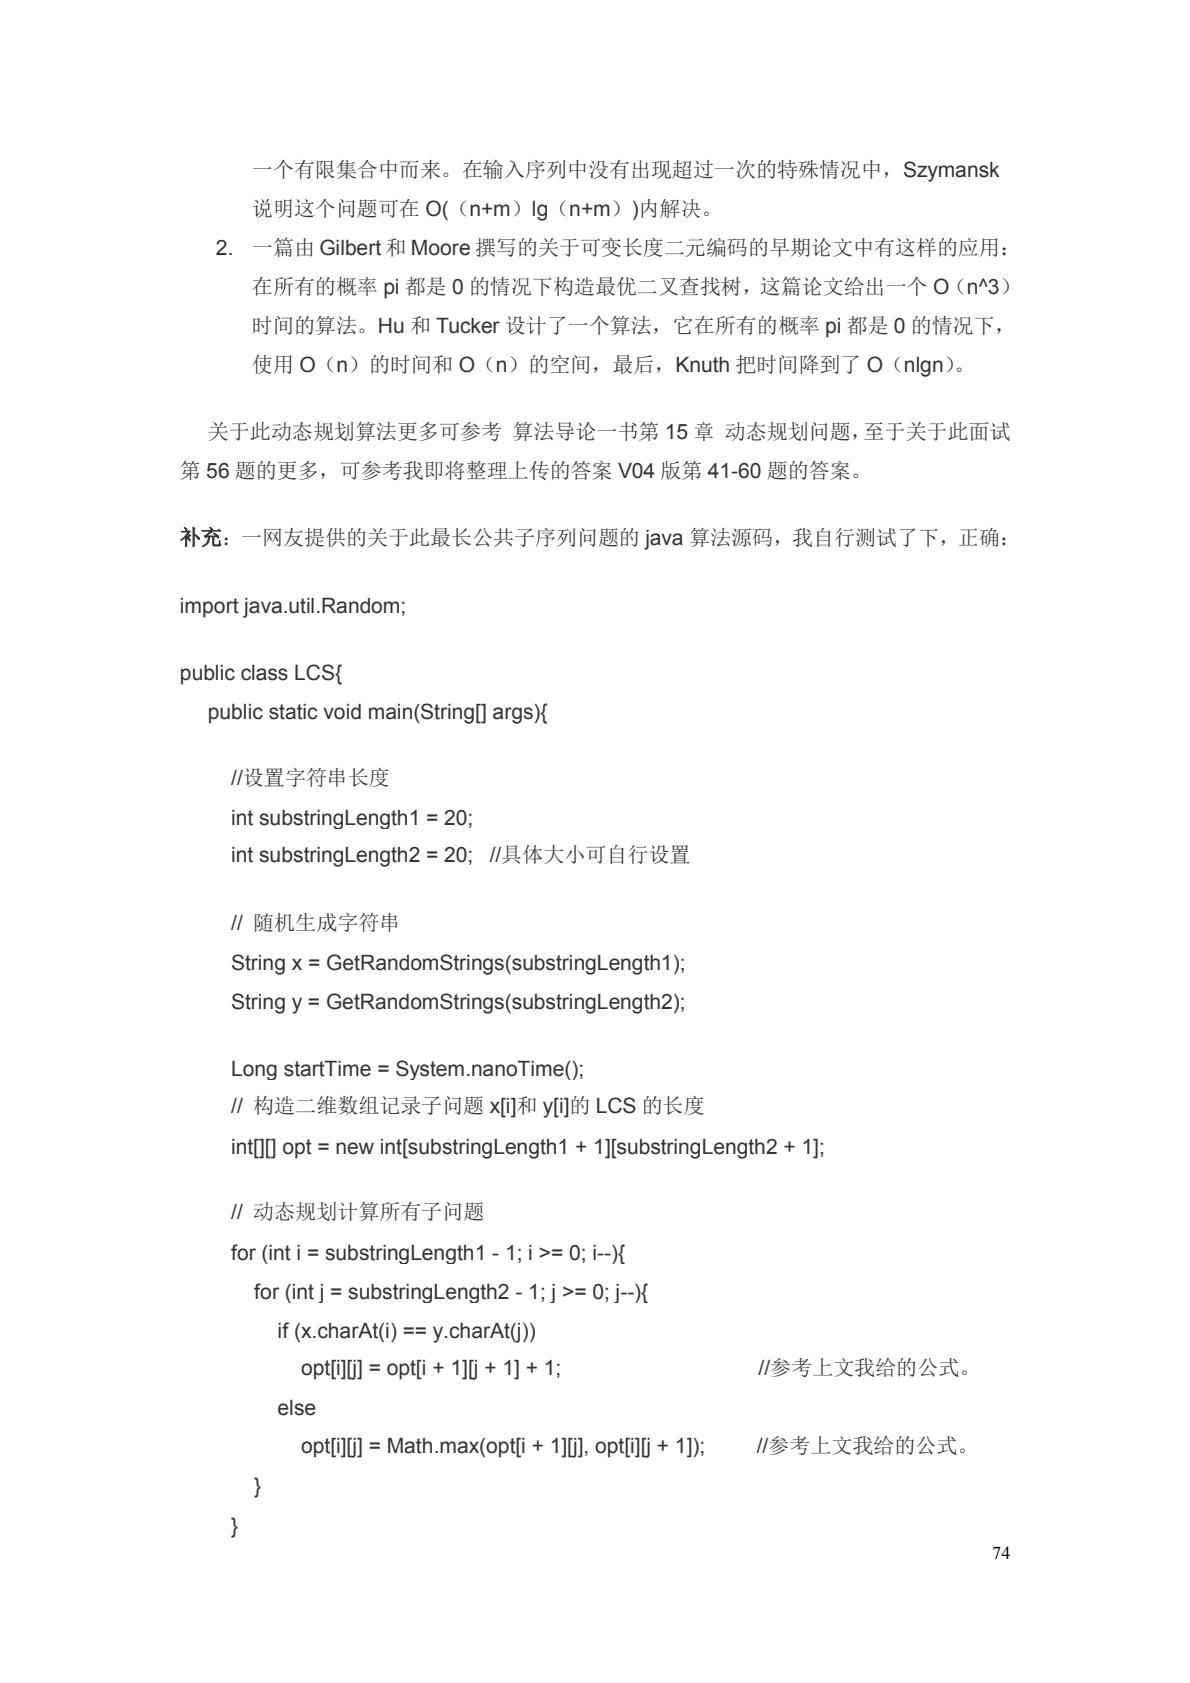 一个有限集合中而来。在输入序列中没有出现超过一次的特殊情况中，Szymansk
说明这个问题可在 O(（n+m）lg（n+m）)内解决。
2. 一篇由 Gilbert 和 Moore 撰写的关于可变长度二元编码的早期论文中有这样的应用：
在所有的概率 pi 都是 0 的情况下构造最优二叉查找树，这篇论文给出一个 O（n^3）
时间的算法。Hu 和 Tucker 设计了一个算法，它在所有的概率 pi 都是 0 的情况下，
使用 O（n）的时间和 O（n）的空间，最后，Knuth 把时间降到了 O（nlgn）。
关于此动态规划算法更多可参考 算法导论一书第 15 章 动态规划问题，至于关于此面试
第 56 题的更多，可参考我即将整理上传的答案 V04 版第 41-60 题的答案。
补充：一网友提供的关于此最长公共子序列问题的 java 算法源码，我自行测试了下，正确：
import java.util.Random;
public class LCS{
public static void main(String[] args){
//设置字符串长度
int substringLength1 = 20;
int substringLength2 = 20; //具体大小可自行设置
// 随机生成字符串
String x = GetRandomStrings(substringLength1);
String y = GetRandomStrings(substringLength2);
Long startTime = System.nanoTime();
// 构造二维数组记录子问题 x[i]和 y[i]的 LCS 的长度
int[][] opt = new int[substringLength1 + 1][substringLength2 + 1];
// 动态规划计算所有子问题
for (int i = substringLength1 - 1; i >= 0; i--){
for (int j = substringLength2 - 1; j >= 0; j--){
if (x.charAt(i) == y.charAt(j))
opt[i][j] = opt[i + 1][j + 1] + 1; //参考上文我给的公式。
else
opt[i][j] = Math.max(opt[i + 1][j], opt[i][j + 1]); //参考上文我给的公式。
}
}
74